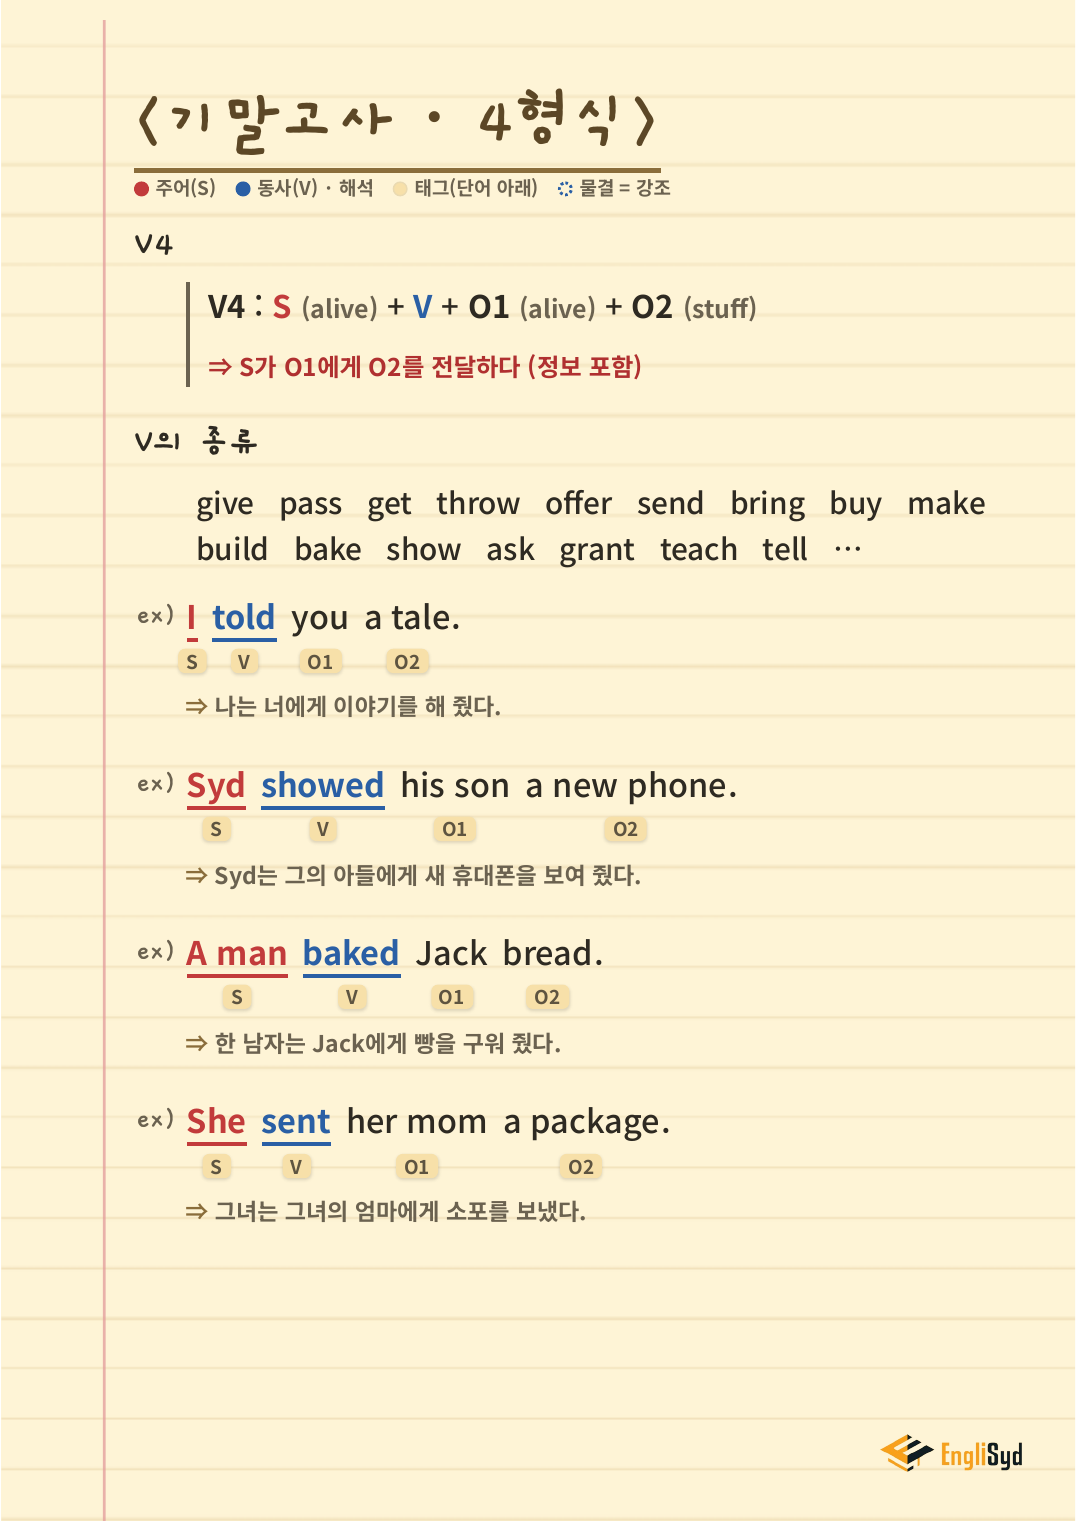 <기말고사 · 4형식>
주어(S) 동사(V) · 해석 태그(단어 아래) 물결 = 강조
V4
V4 : S (alive) + V + O1 (alive) + O2 (stuff)
⇒ S가 O1에게 O2를 전달하다 (정보 포함)
V의 종류
give pass get throw offer send bring buy make
build bake show ask grant teach tell ···
ex) I told you a tale.
S V O1 O2
⇒ 나는 너에게 이야기를 해 줬다.
ex) Syd showed his son a new phone.
S V O1 O2
⇒ Syd는 그의 아들에게 새 휴대폰을 보여 줬다.
ex) A man baked Jack bread.
S V O1 O2
⇒ 한 남자는 Jack에게 빵을 구워 줬다.
ex) She sent her mom a package.
S V O1 O2
⇒ 그녀는 그녀의 엄마에게 소포를 보냈다.
EngliSyd